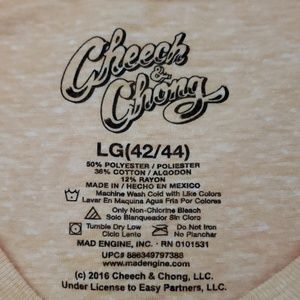 Cheech
&
Chong
LG(42/44)
50% POLYESTER / POLIESTER
36% COTTON / ALGODON
12% RAYON
MADE IN / HECHO EN MEXICO
Machine Wash Cold with Like Colors
Lavar En Maquina Agua Fria Por Colores
Only Non-Chlorine Bleach
Solo Blanqueador Sin Cloro
Tumble Dry Low Do Not Iron
Ciclo Lento No Planchar
MAD ENGINE, INC. · RN 0101531
UPC# 886349797388
www.madengine.com
(c) 2016 Cheech & Chong, LLC.
Under License to Easy Partners, LLC.